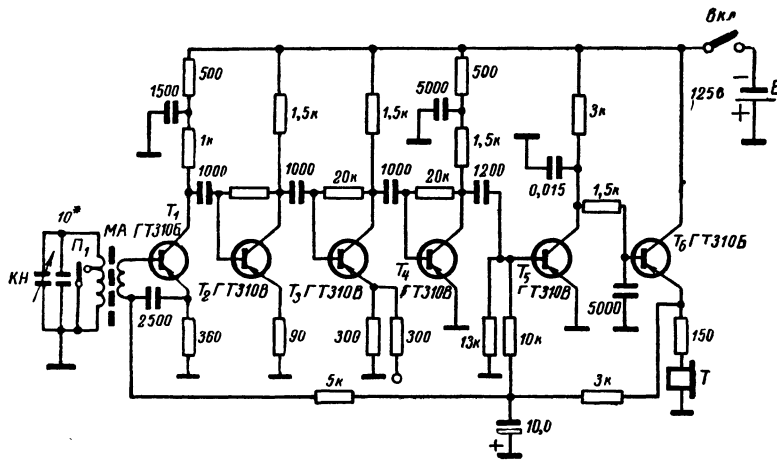 вкл
1500
500
5000
500
125в
Б
−
+
1,5к
1,5к
3к
1к
1,5к
1000
1000
20к
1000
20к
1200
0,015
1,5к
10*
П1
МА
Т1
ГТ310Б
Т6 ГТ310Б
КН
Т2 ГТ310В
Т3 ГТ310В
Т4
ГТ310В
Т5
ГТ310В
2500
5000
360
90
300
300
13к
10к
150
Т
5к
3к
10,0
+